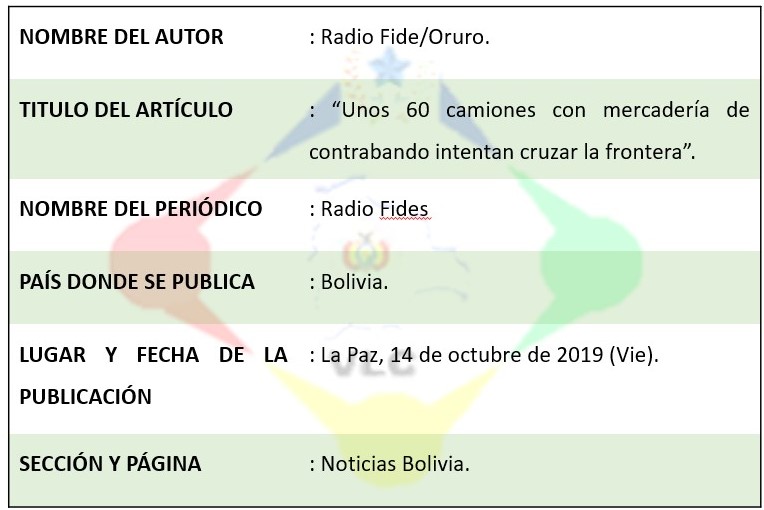 NOMBRE DEL AUTOR : Radio Fide/Oruro.
TITULO DEL ARTÍCULO : “Unos 60 camiones con mercadería de
contrabando intentan cruzar la frontera”.
NOMBRE DEL PERIÓDICO : Radio Fides
PAÍS DONDE SE PUBLICA : Bolivia.
LUGAR Y FECHA DE LA : La Paz, 14 de octubre de 2019 (Vie).
PUBLICACIÓN
VEC
SECCIÓN Y PÁGINA : Noticias Bolivia.